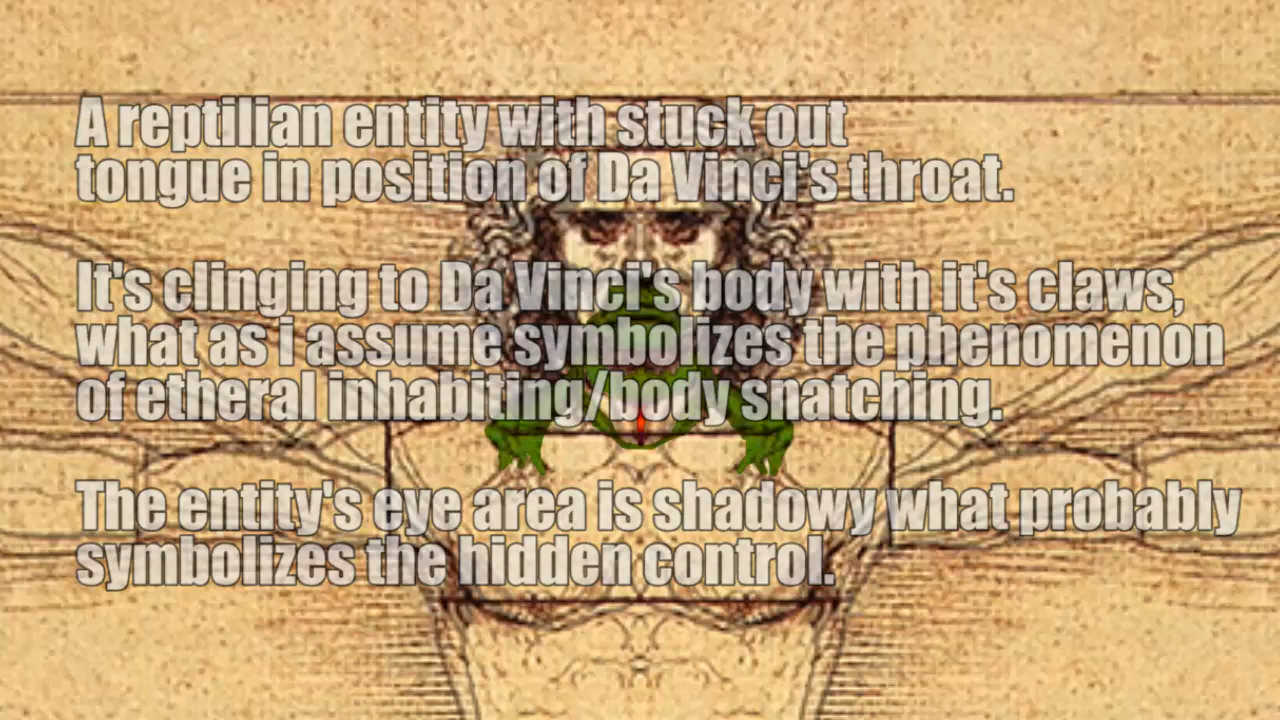 A reptilian entity with stuck out
tongue in position of Da Vinci's throat.
It's clinging to Da Vinci's body with it's claws,
what as i assume symbolizes the phenomenon
of etheral inhabiting/body snatching.
The entity's eye area is shadowy what probably
symbolizes the hidden control.